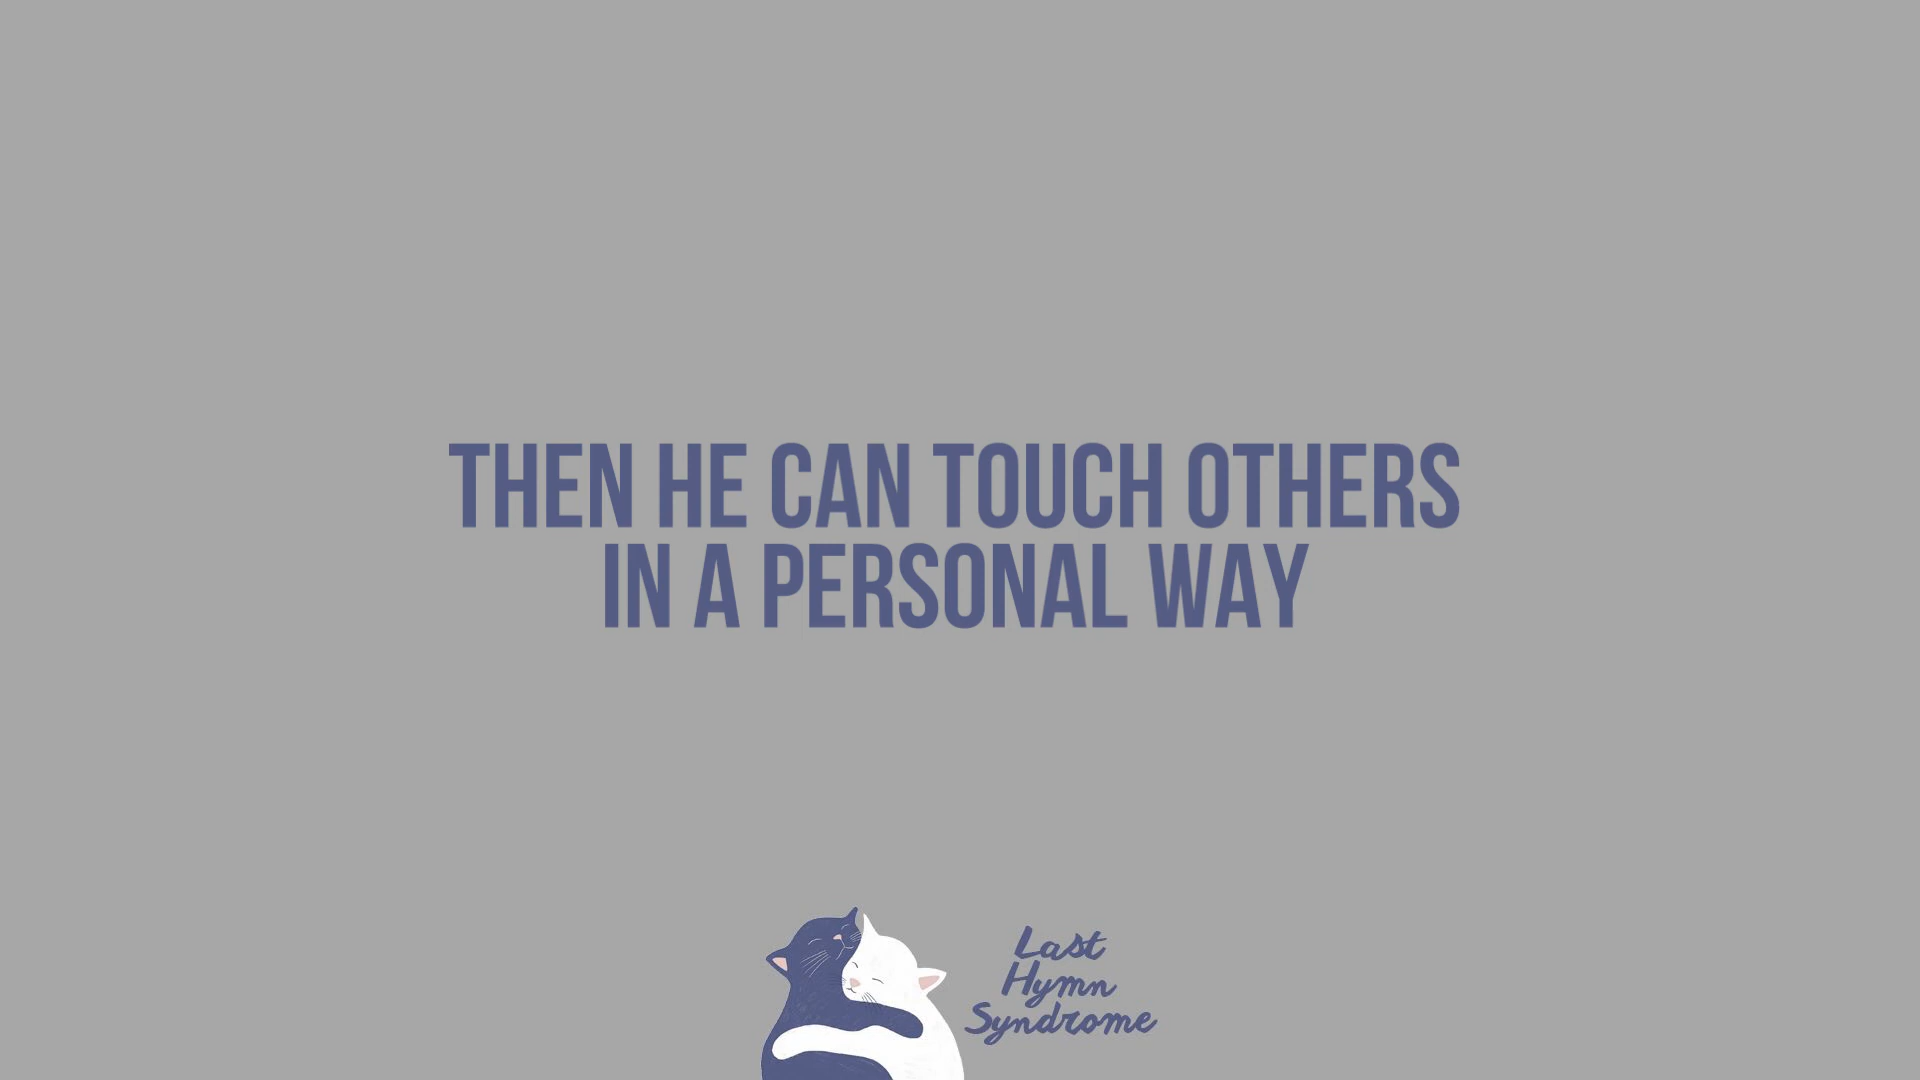 THEN HE CAN TOUCH OTHERS
IN A PERSONAL WAY
Last
Hymn
Syndrome